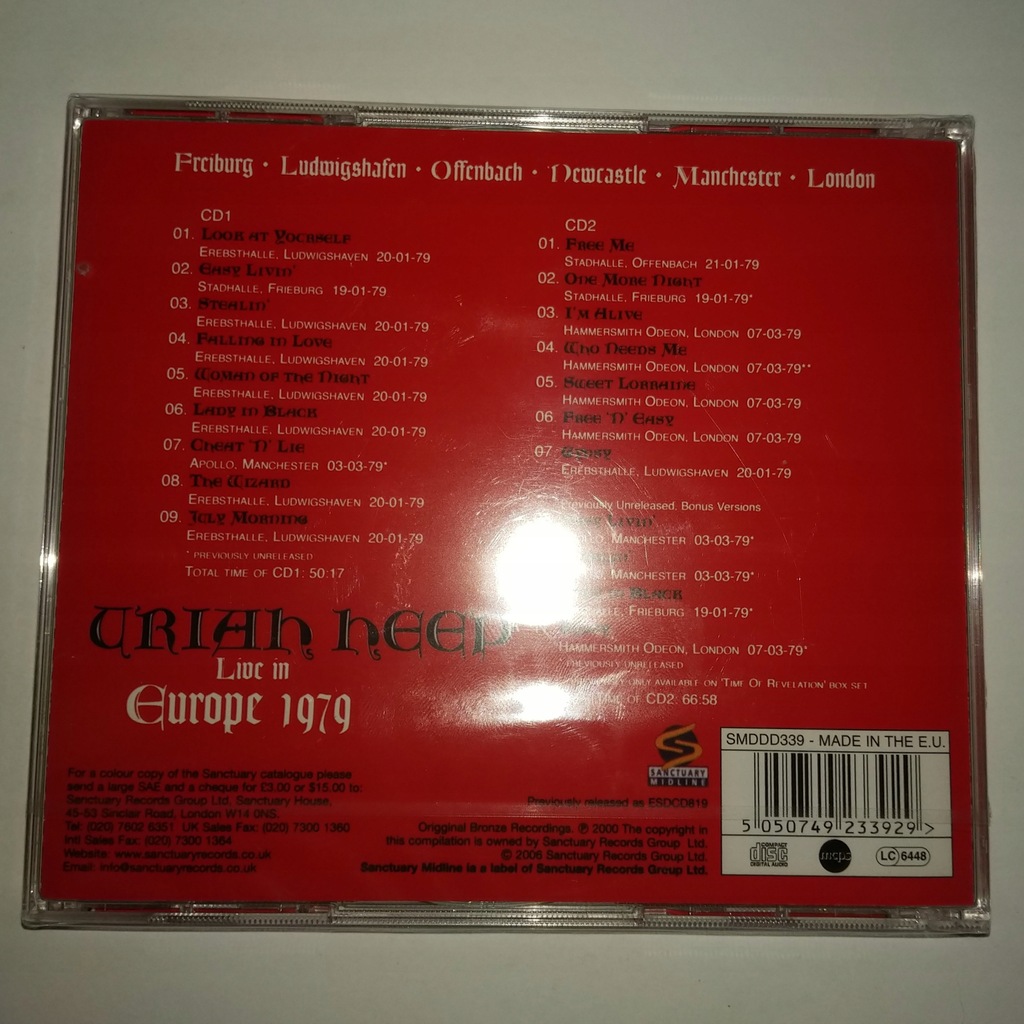 Freiburg · Ludwigshafen · Offenbach · Newcastle · Manchester · London
CD1
01. Look at Yourself
Erebsthalle, Ludwigshaven 20-01-79
02. Easy Livin'
Stadhalle, Frieburg 19-01-79
03. Stealin'
Erebsthalle, Ludwigshaven 20-01-79
04. Falling in Love
Erebsthalle, Ludwigshaven 20-01-79
05. Woman of the Night
Erebsthalle, Ludwigshaven 20-01-79
06. Lady in Black
Erebsthalle, Ludwigshaven 20-01-79
07. Cheat 'n' Lie
Apollo, Manchester 03-03-79*
08. The Wizard
Erebsthalle, Ludwigshaven 20-01-79
09. July Morning
Erebsthalle, Ludwigshaven 20-01-79
* previously unreleased
Total time of CD1: 50:17
CD2
01. Free Me
Stadhalle, Offenbach 21-01-79
02. One More Night
Stadhalle, Frieburg 19-01-79*
03. I'm Alive
Hammersmith Odeon, London 07-03-79
04. Who Needs Me
Hammersmith Odeon, London 07-03-79**
05. Sweet Lorraine
Hammersmith Odeon, London 07-03-79
06. Free 'n' Easy
Hammersmith Odeon, London 07-03-79
07 Gypsy
Erebsthalle, Ludwigshaven 20-01-79
Previously Unreleased, Bonus Versions
Livin'
Manchester 03-03-79*
Manchester 03-03-79*
Black
Frieburg 19-01-79*
Hammersmith Odeon, London 07-03-79*
previously unreleased
only available on 'Time Of Revelation' box set
time of CD2: 66:58
Uriah Heep
Live in
Europe 1979
For a colour copy of the Sanctuary catalogue please
send a large SAE and a cheque for £3.00 or $15.00 to:
Sanctuary Records Group Ltd, Sanctuary House,
45-53 Sinclair Road, London W14 0NS.
Tel: (020) 7602 6351 UK Sales Fax: (020) 7300 1360
Intl Sales Fax: (020) 7300 1364
Website: www.sanctuaryrecords.co.uk
Email: info@sanctuaryrecords.co.uk
SANCTUARY
MIDLINE
Previously released as ESDCD819
Origginal Bronze Recordings. ℗ 2000 The copyright in
this compilation is owned by Sanctuary Records Group Ltd.
© 2006 Sanctuary Records Group Ltd.
Sanctuary Midline is a label of Sanctuary Records Group Ltd.
SMDDD339 - MADE IN THE E.U.
5 050749 233929 >
COMPACT
disc
DIGITAL AUDIO
mcps
LC 6448